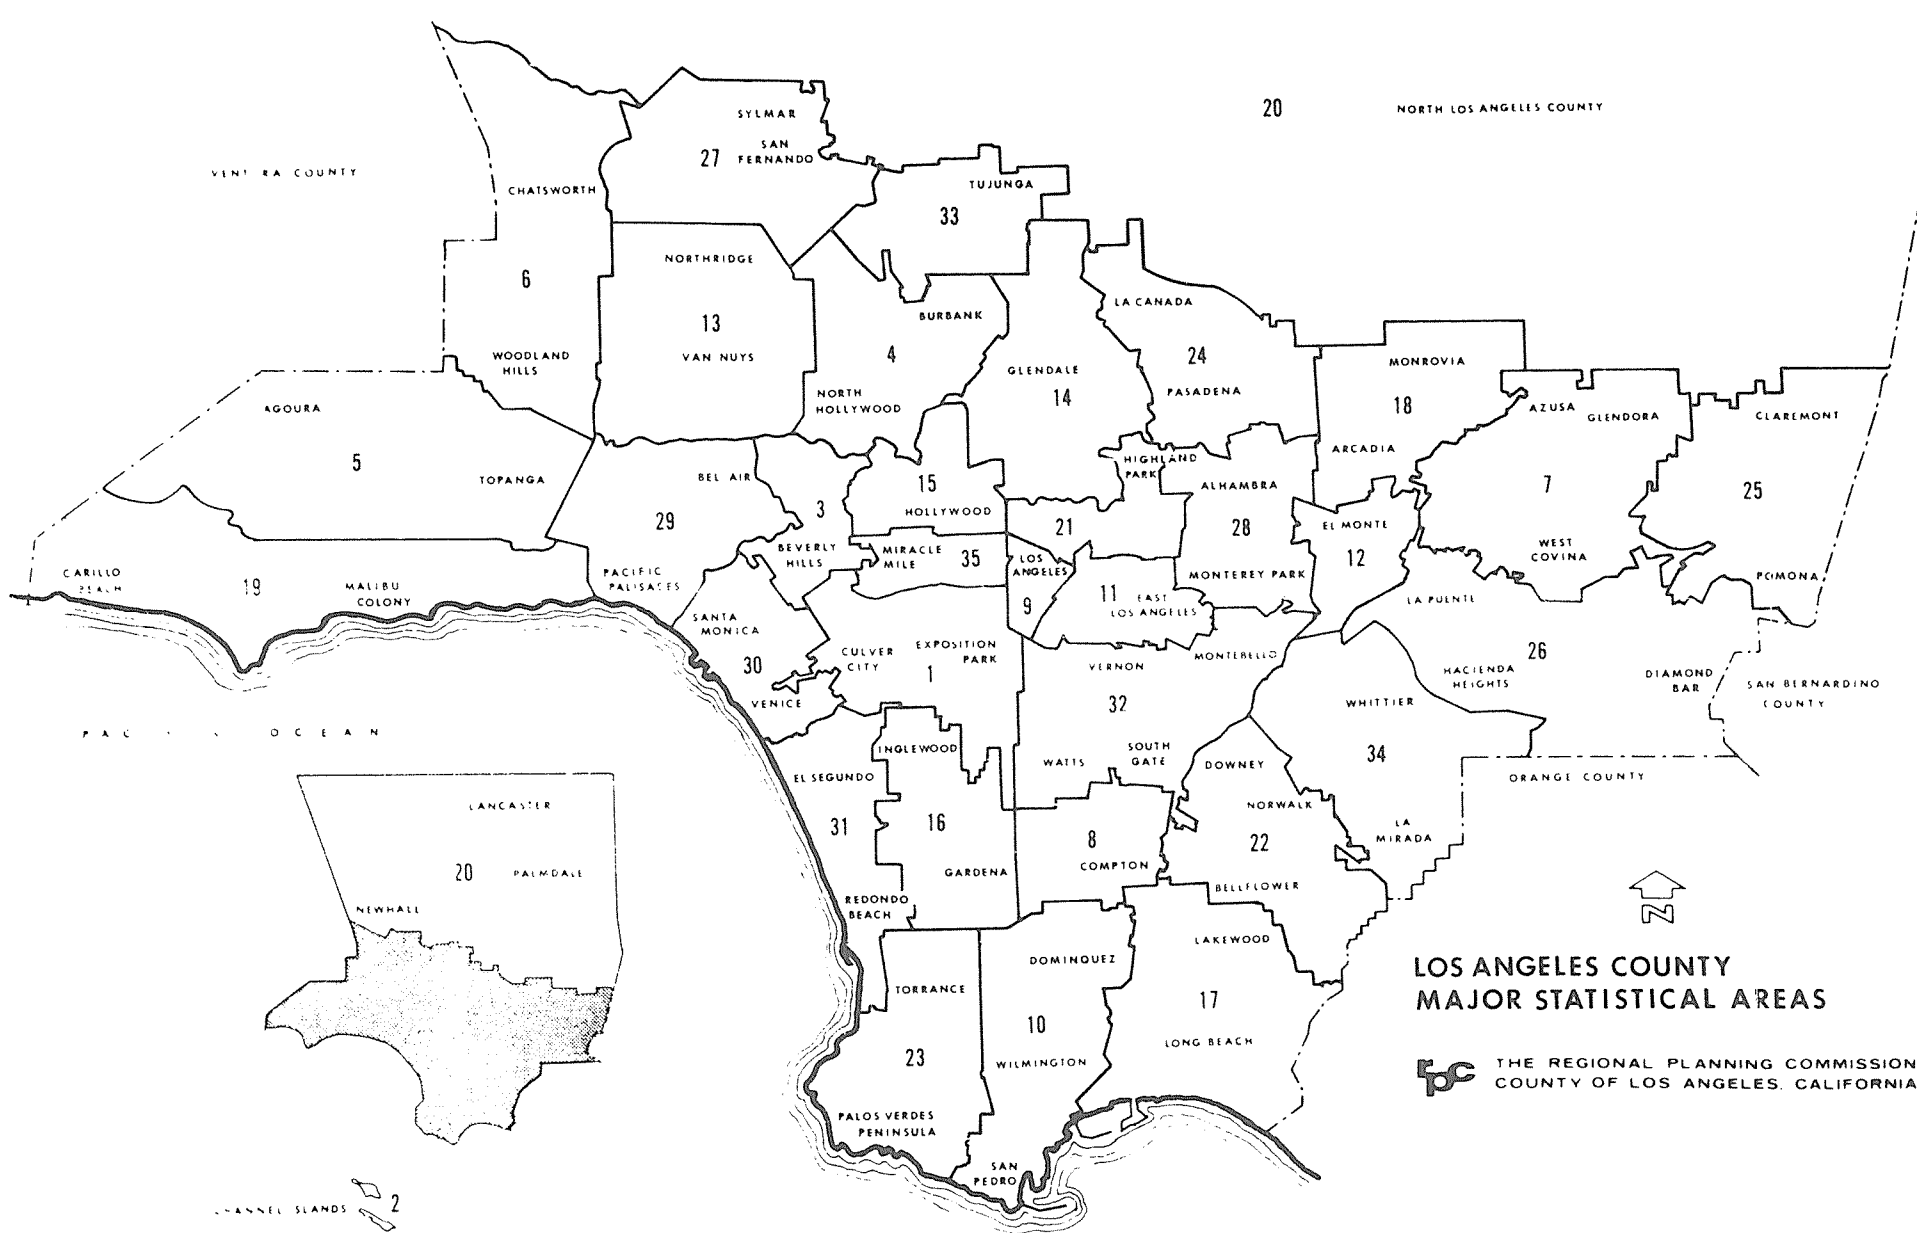 20
NORTH LOS ANGELES COUNTY
SYLMAR
SAN
FERNANDO
27
COUNTY
CHATSWORTH
TUJUNGA
33
NORTHRIDGE
6
13
VAN NUYS
LA CANADA
BURBANK
4
24
WOODLAND
HILLS
GLENDALE
14
MONROVIA
PASADENA
NORTH
HOLLYWOOD
18
AGOURA
AZUSA
GLENDORA
CLAREMONT
ARCADIA
5
TOPANGA
BEL AIR
HIGHLAND
PARK
15
HOLLYWOOD
ALHAMBRA
7
25
29
3
21
28
EL MONTE
12
WEST
COVINA
BEVERLY
HILLS
MIRACLE
MILE
35
LOS
ANGELES
CARILLO
19
MALIBU
COLONY
PACIFIC
PALISADES
MONTEREY PARK
POMONA
9
11
EAST
LOS ANGELES
LA PUENTE
SANTA
MONICA
30
CULVER
CITY
EXPOSITION
PARK
1
VERNON
MONTEBELLO
26
HACIENDA
HEIGHTS
DIAMOND
BAR
SAN BERNARDINO
COUNTY
VENICE
32
WHITTIER
OCEAN
INGLEWOOD
WATTS
SOUTH
GATE
DOWNEY
34
ORANGE COUNTY
EL SEGUNDO
LANCASTER
NORWALK
31
16
8
COMPTON
22
LA
MIRADA
20
PALMDALE
GARDENA
BELLFLOWER
REDONDO
BEACH
NEWHALL
N
LAKEWOOD
DOMINQUEZ
LOS ANGELES COUNTY
MAJOR STATISTICAL AREAS
TORRANCE
17
10
LONG BEACH
23
WILMINGTON
rpc THE REGIONAL PLANNING COMMISSION
COUNTY OF LOS ANGELES. CALIFORNIA
PALOS VERDES
PENINSULA
SAN
PEDRO
2